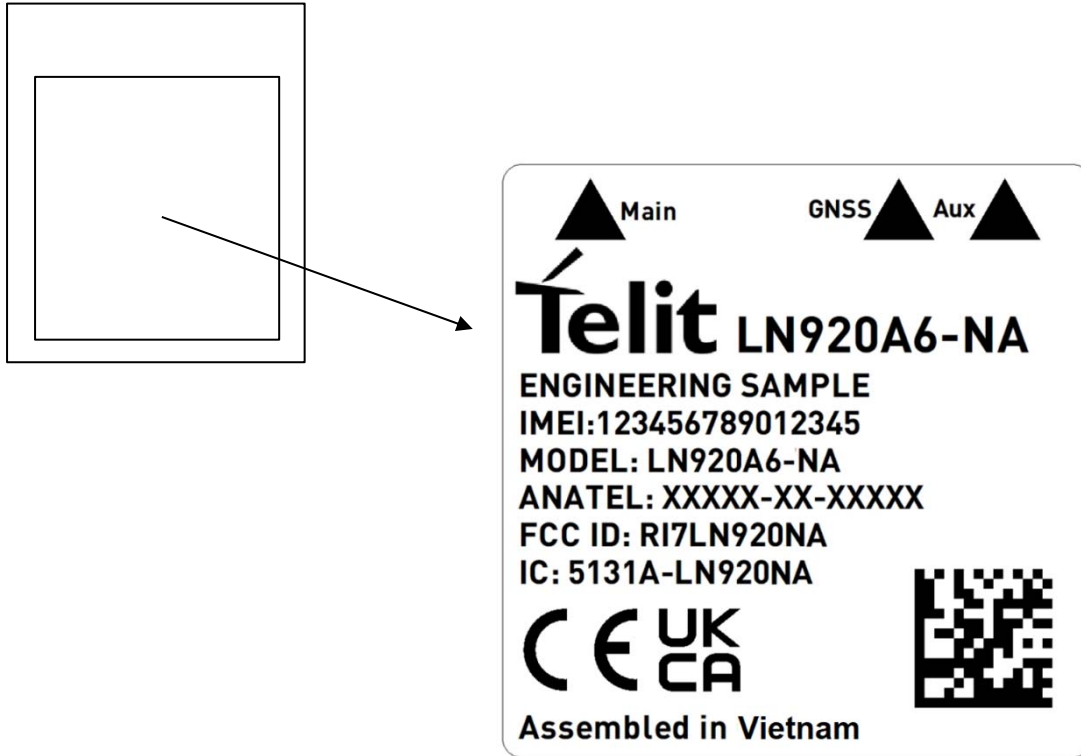 Main GNSS Aux
Telit LN920A6-NA
ENGINEERING SAMPLE
IMEI:123456789012345
MODEL: LN920A6-NA
ANATEL: XXXXX-XX-XXXXX
FCC ID: RI7LN920NA
IC: 5131A-LN920NA
CE UK
CA
Assembled in Vietnam